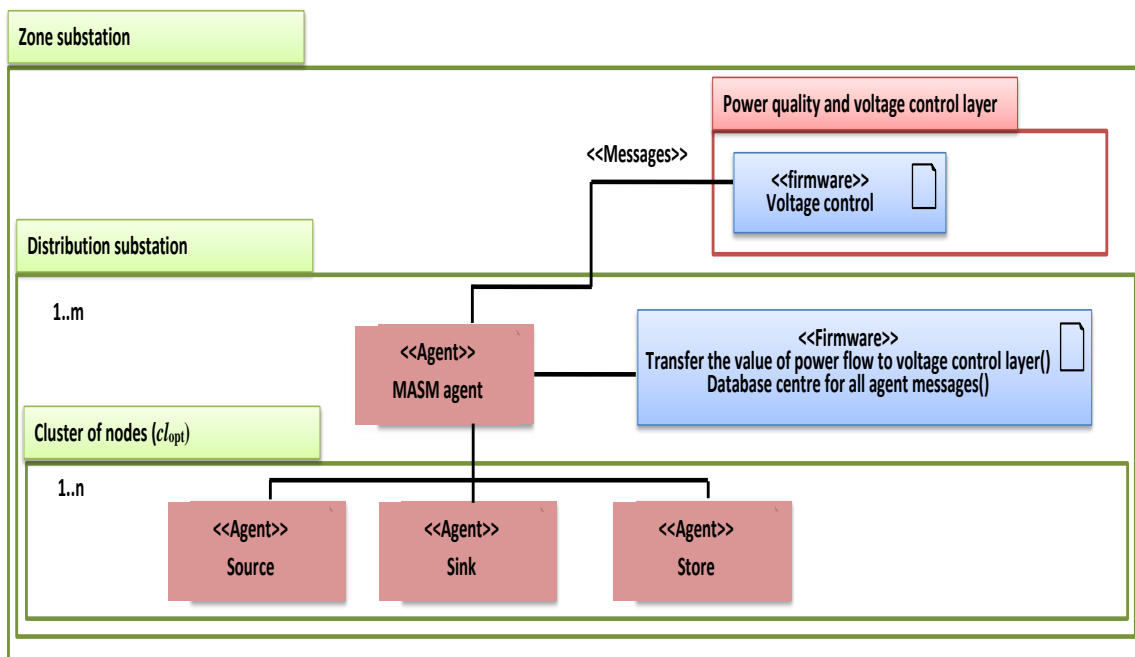 Zone substation
Power quality and voltage control layer
<<Messages>>
<<firmware>>
Voltage control
Distribution substation
1..m
<<Agent>>
MASM agent
<<Firmware>>
Transfer the value of power flow to voltage control layer()
Database centre for all agent messages()
Cluster of nodes (clopt)
1..n
<<Agent>>
Source
<<Agent>>
Sink
<<Agent>>
Store